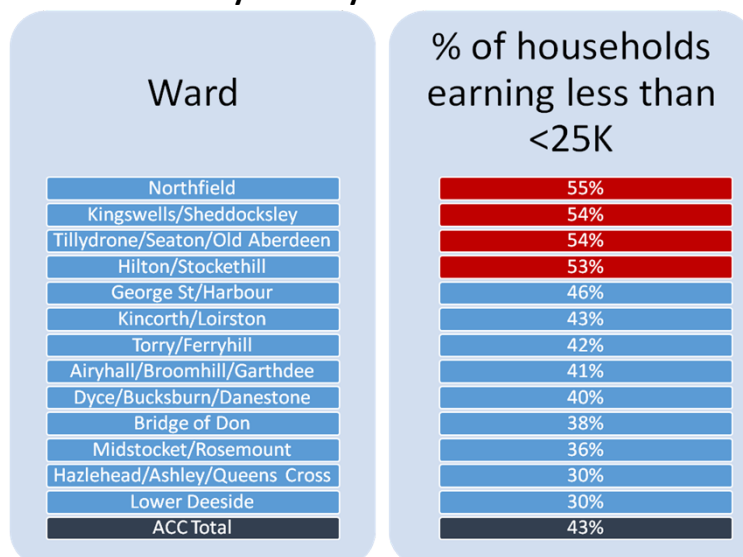 Ward
% of households
earning less than
<25K
Northfield 55%
Kingswells/Sheddocksley 54%
Tillydrone/Seaton/Old Aberdeen 54%
Hilton/Stockethill 53%
George St/Harbour 46%
Kincorth/Loirston 43%
Torry/Ferryhill 42%
Airyhall/Broomhill/Garthdee 41%
Dyce/Bucksburn/Danestone 40%
Bridge of Don 38%
Midstocket/Rosemount 36%
Hazlehead/Ashley/Queens Cross 30%
Lower Deeside 30%
ACC Total 43%